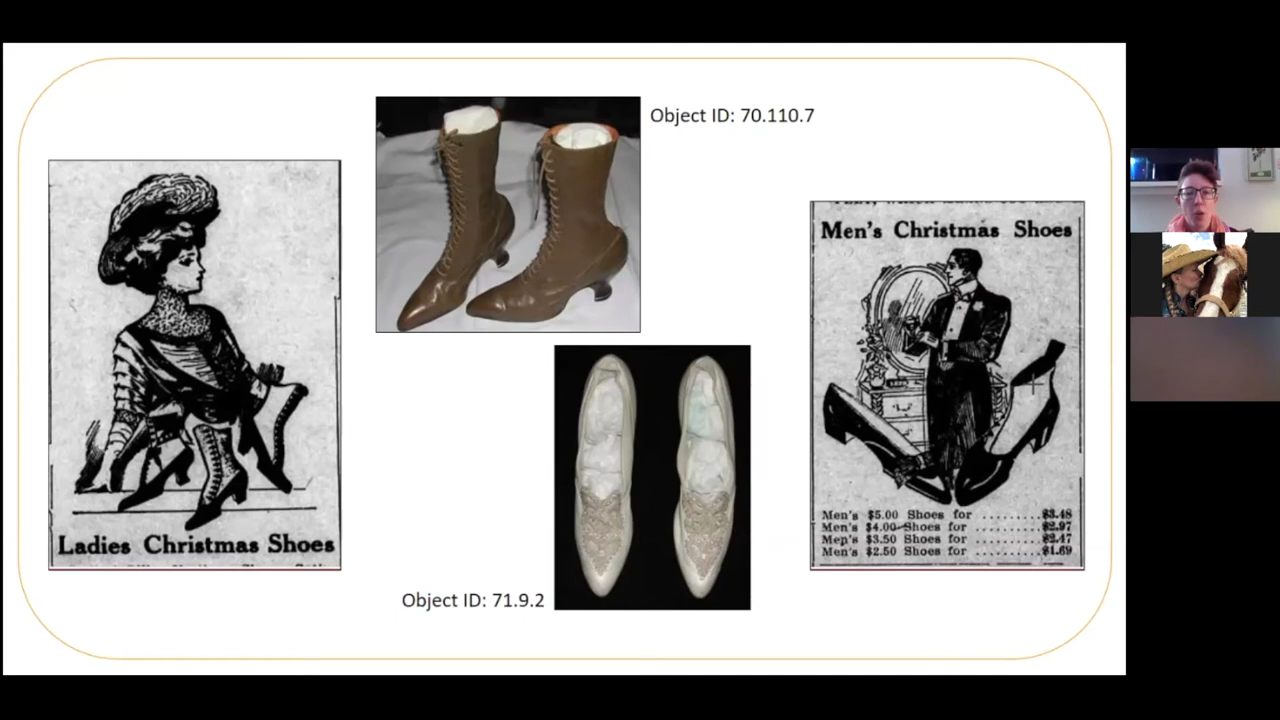 Object ID: 70.110.7
Men's Christmas Shoes
Men's $5.00 Shoes for ..........$3.48
Men's $4.00 Shoes for ..........$2.97
Men's $3.50 Shoes for ..........$2.47
Men's $2.50 Shoes for ..........$1.69
Ladies Christmas Shoes
Object ID: 71.9.2